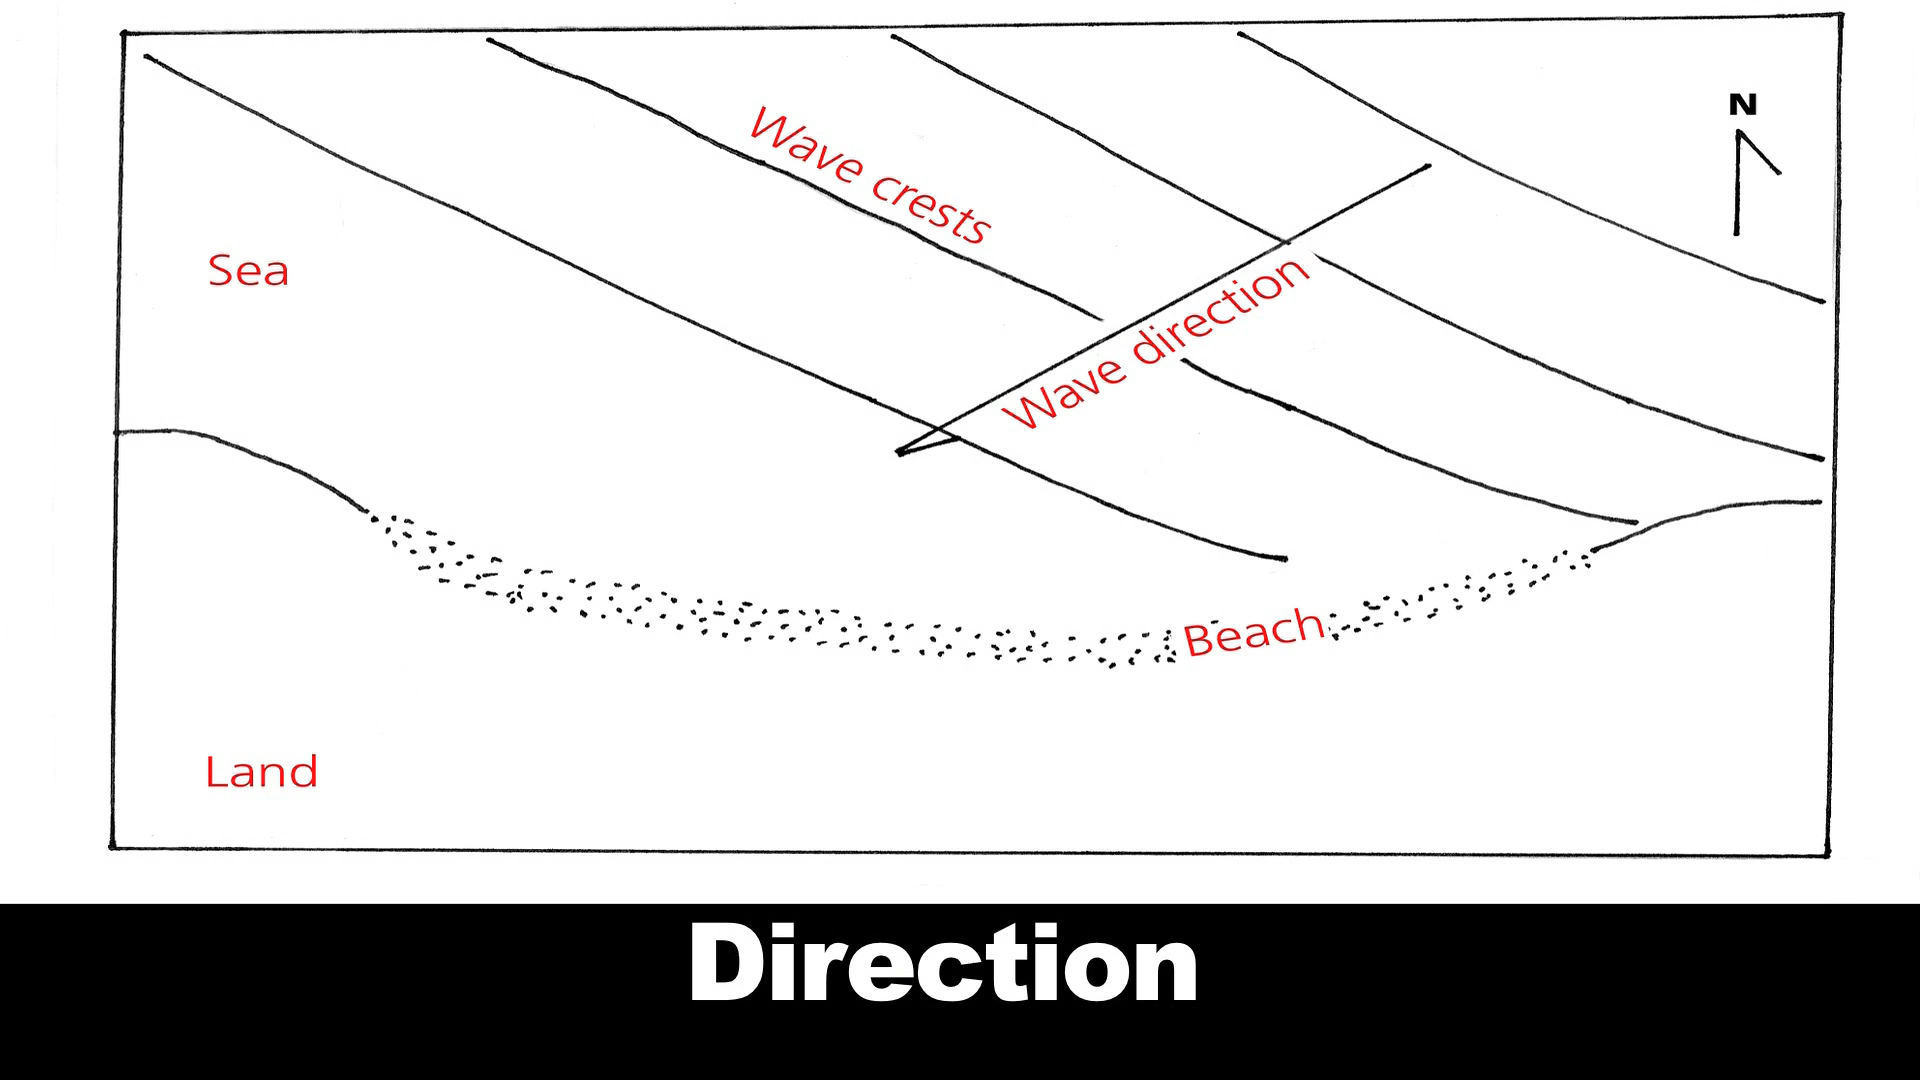 N
Wave crests
Sea
Wave direction
Beach
Land
Direction